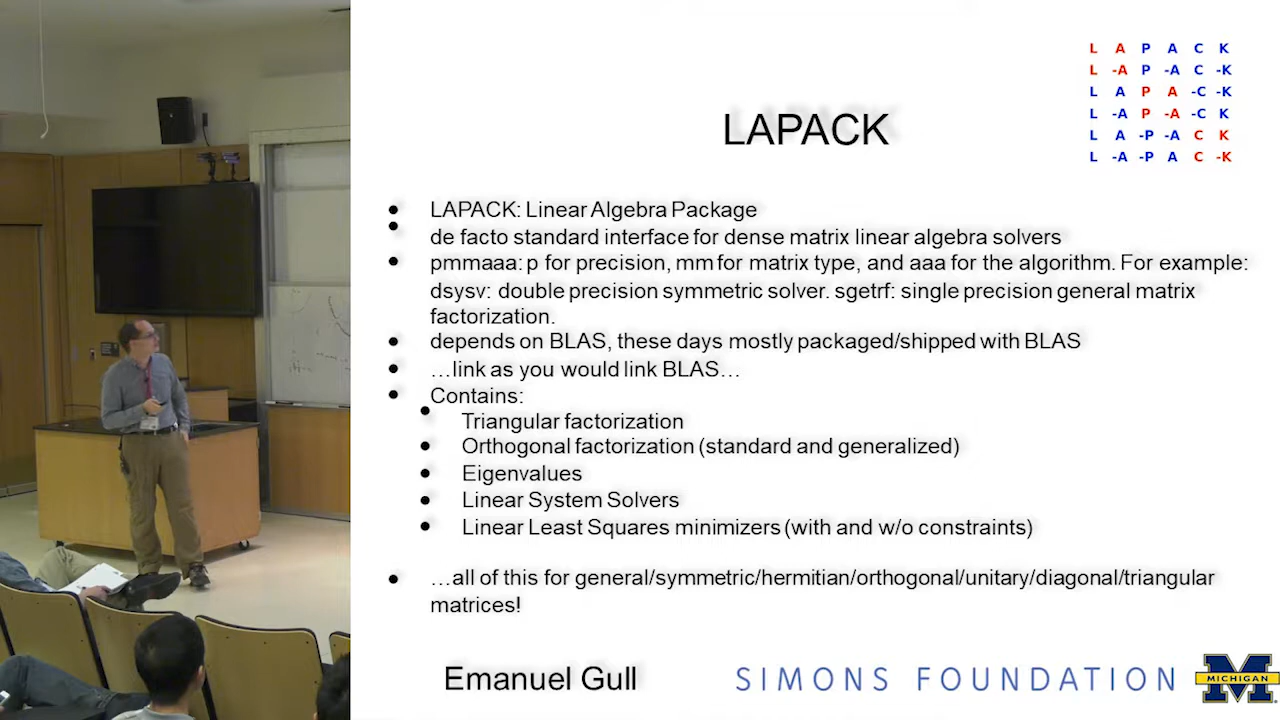 L A P A C K
L -A P -A C -K
L A P A -C -K
L -A P -A -C K
L A -P -A C K
L -A -P A C -K
LAPACK
• LAPACK: Linear Algebra Package
• de facto standard interface for dense matrix linear algebra solvers
• pmmaaa: p for precision, mm for matrix type, and aaa for the algorithm. For example:
dsysv: double precision symmetric solver. sgetrf: single precision general matrix
factorization.
• depends on BLAS, these days mostly packaged/shipped with BLAS
• …link as you would link BLAS…
• Contains:
• Triangular factorization
• Orthogonal factorization (standard and generalized)
• Eigenvalues
• Linear System Solvers
• Linear Least Squares minimizers (with and w/o constraints)
• …all of this for general/symmetric/hermitian/orthogonal/unitary/diagonal/triangular
matrices!
Emanuel Gull
SIMONS FOUNDATION
MICHIGAN